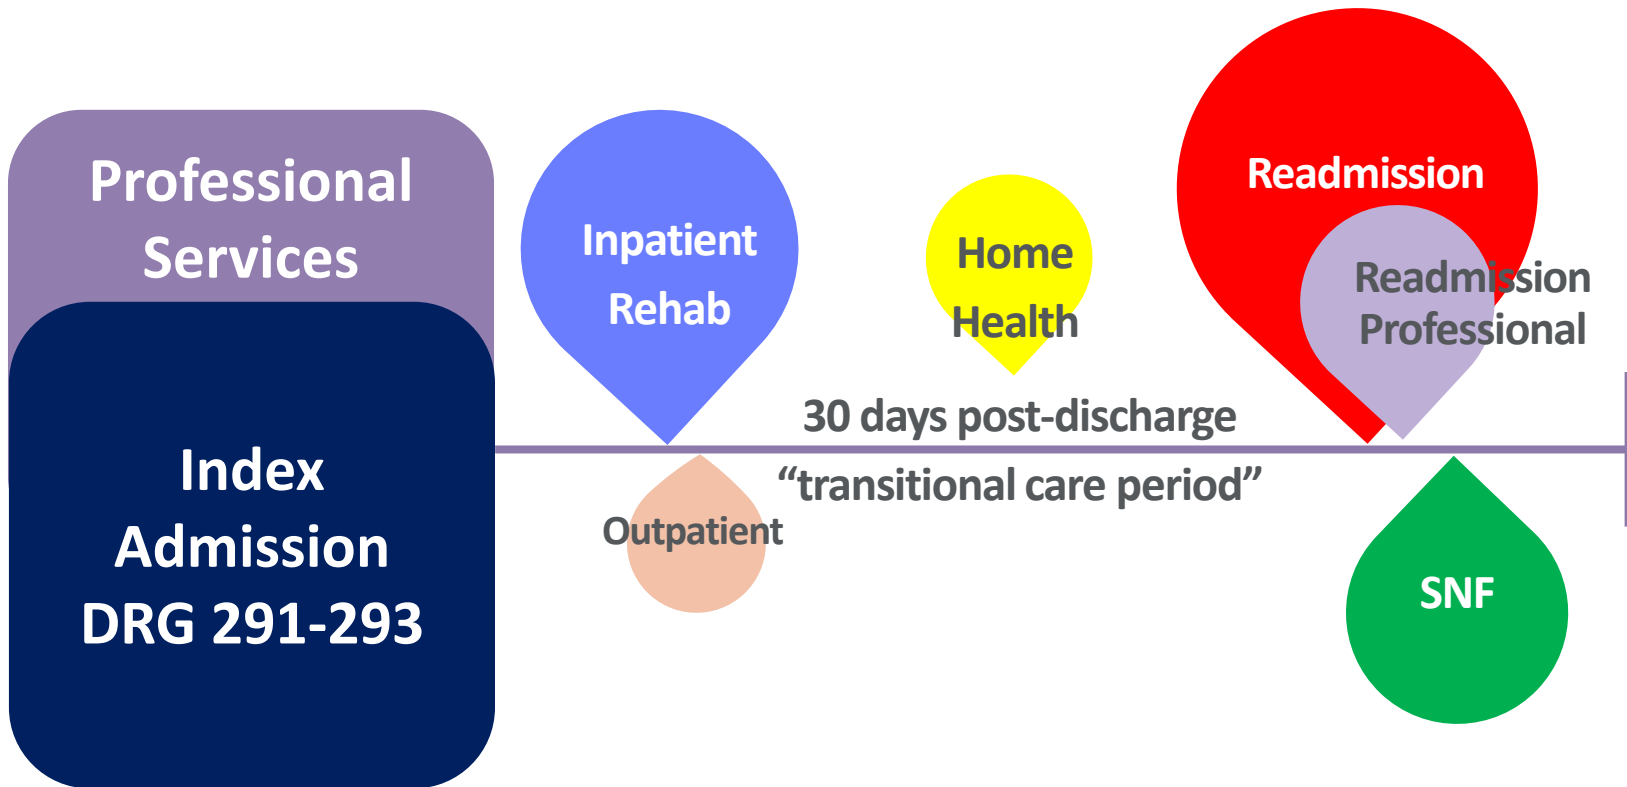 Professional
Services
Index
Admission
DRG 291-293
Inpatient
Rehab
Outpatient
Home
Health
30 days post-discharge
“transitional care period”
Readmission
Readmission
Professional
SNF